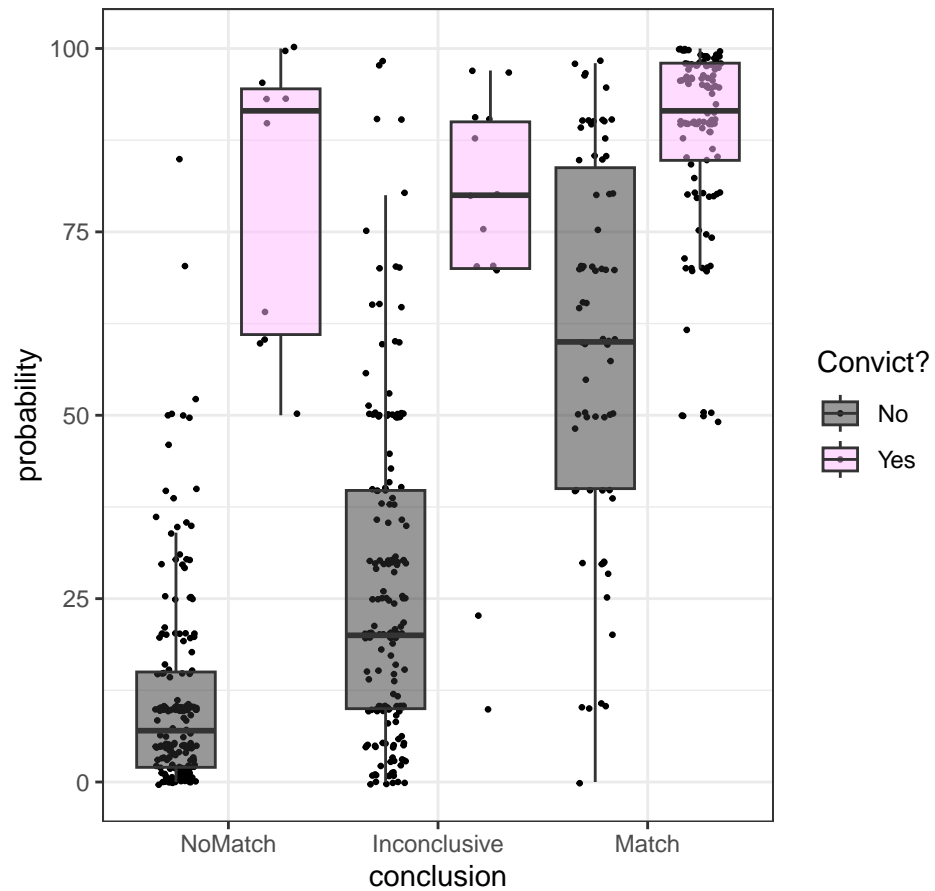 100
75
50
25
0
probability
NoMatch
Inconclusive
Match
conclusion
Convict?
No
Yes